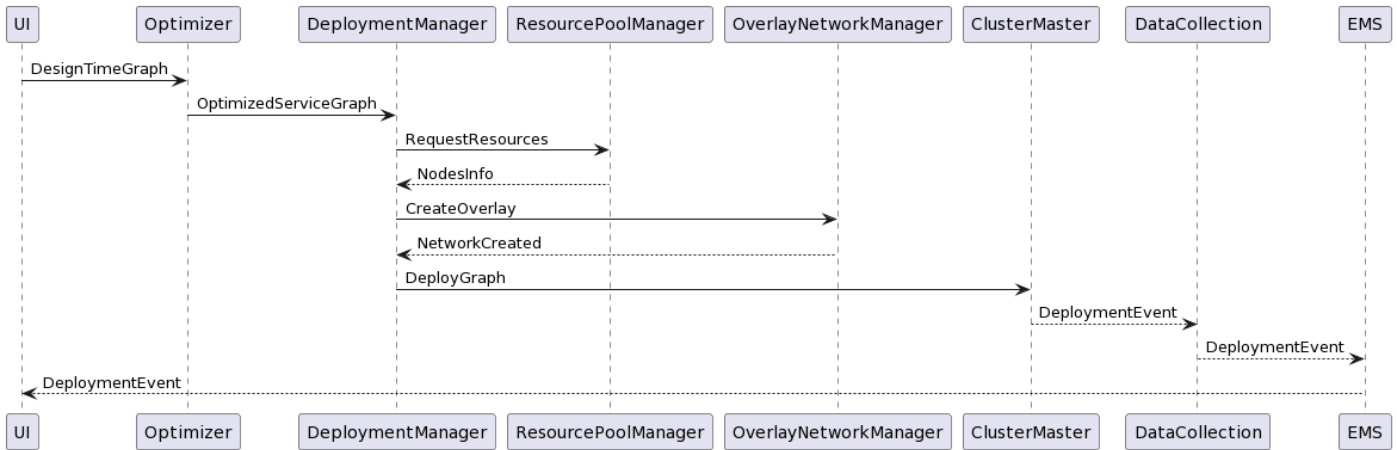 UI Optimizer DeploymentManager ResourcePoolManager OverlayNetworkManager ClusterMaster DataCollection EMS
DesignTimeGraph
OptimizedServiceGraph
RequestResources
NodesInfo
CreateOverlay
NetworkCreated
DeployGraph
DeploymentEvent
DeploymentEvent
DeploymentEvent
UI Optimizer DeploymentManager ResourcePoolManager OverlayNetworkManager ClusterMaster DataCollection EMS